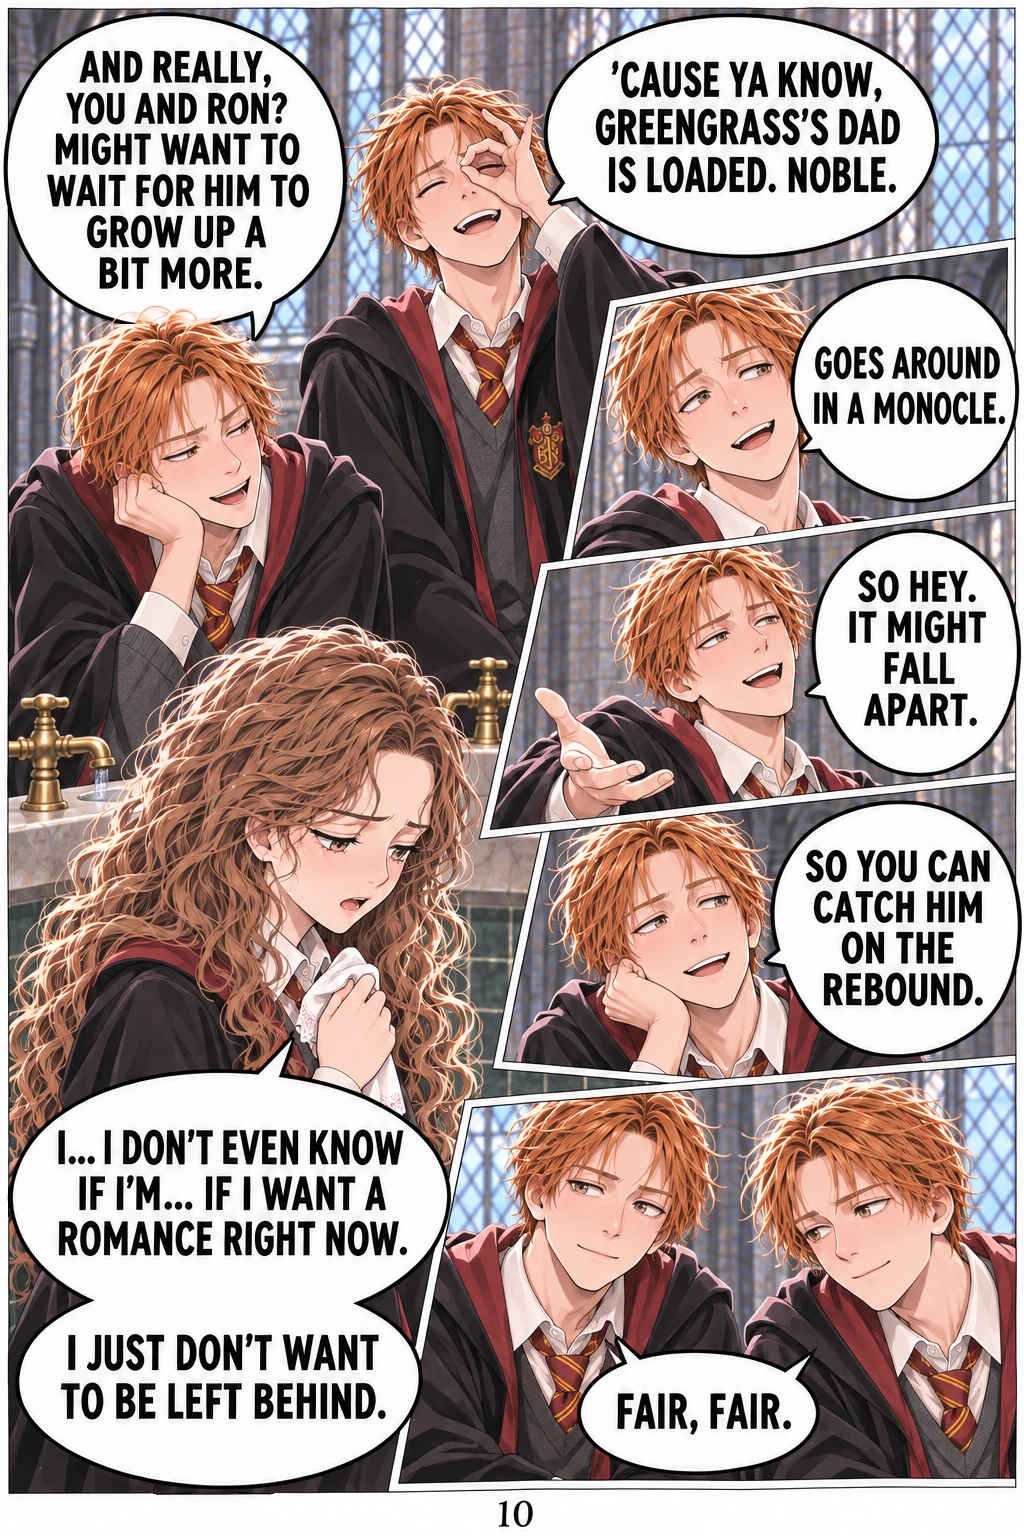 AND REALLY,
YOU AND RON?
MIGHT WANT TO
WAIT FOR HIM TO
GROW UP A
BIT MORE.
'CAUSE YA KNOW,
GREENGRASS'S DAD
IS LOADED. NOBLE.
GOES AROUND
IN A MONOCLE.
SO HEY.
IT MIGHT
FALL
APART.
SO YOU CAN
CATCH HIM
ON THE
REBOUND.
I... I DON'T EVEN KNOW
IF I'M... IF I WANT A
ROMANCE RIGHT NOW.
I JUST DON'T WANT
TO BE LEFT BEHIND.
FAIR, FAIR.
10